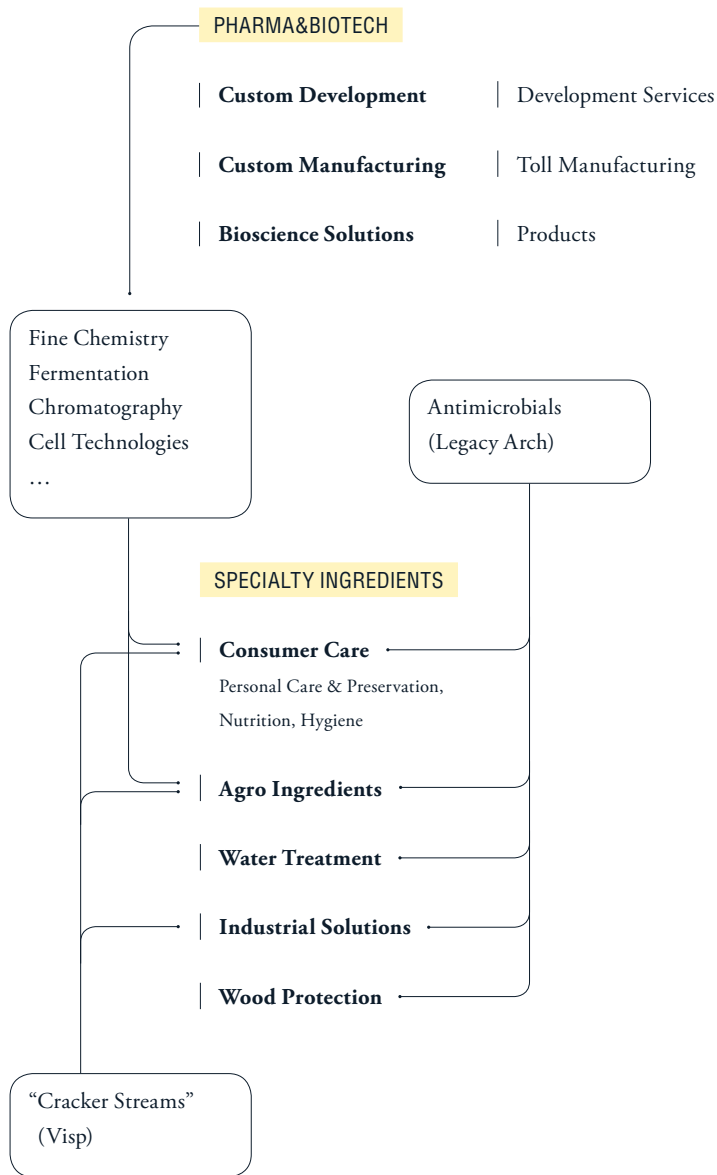 PHARMA&BIOTECH
Custom Development
Development Services
Custom Manufacturing
Toll Manufacturing
Bioscience Solutions
Products
Fine Chemistry
Fermentation
Chromatography
Cell Technologies
…
Antimicrobials
(Legacy Arch)
SPECIALTY INGREDIENTS
Consumer Care
Personal Care & Preservation,
Nutrition, Hygiene
Agro Ingredients
Water Treatment
Industrial Solutions
Wood Protection
“Cracker Streams”
(Visp)